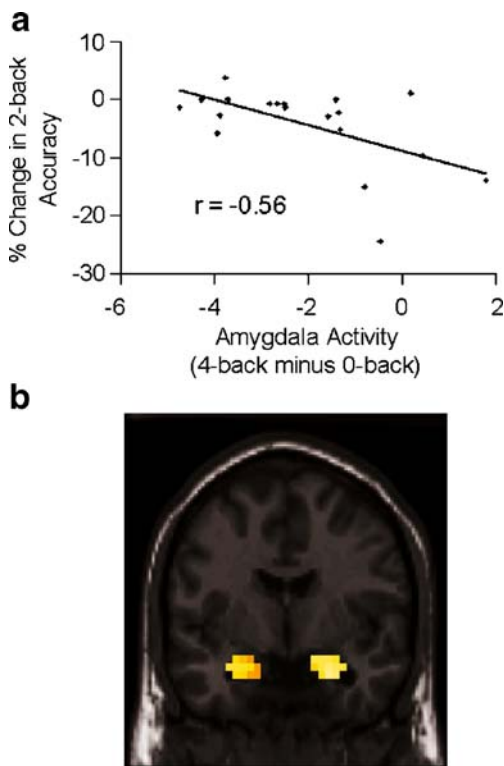 a
% Change in 2-back
Accuracy
10
0
-10
-20
-30
r = -0.56
-6
-4
-2
0
2
Amygdala Activity
(4-back minus 0-back)
b